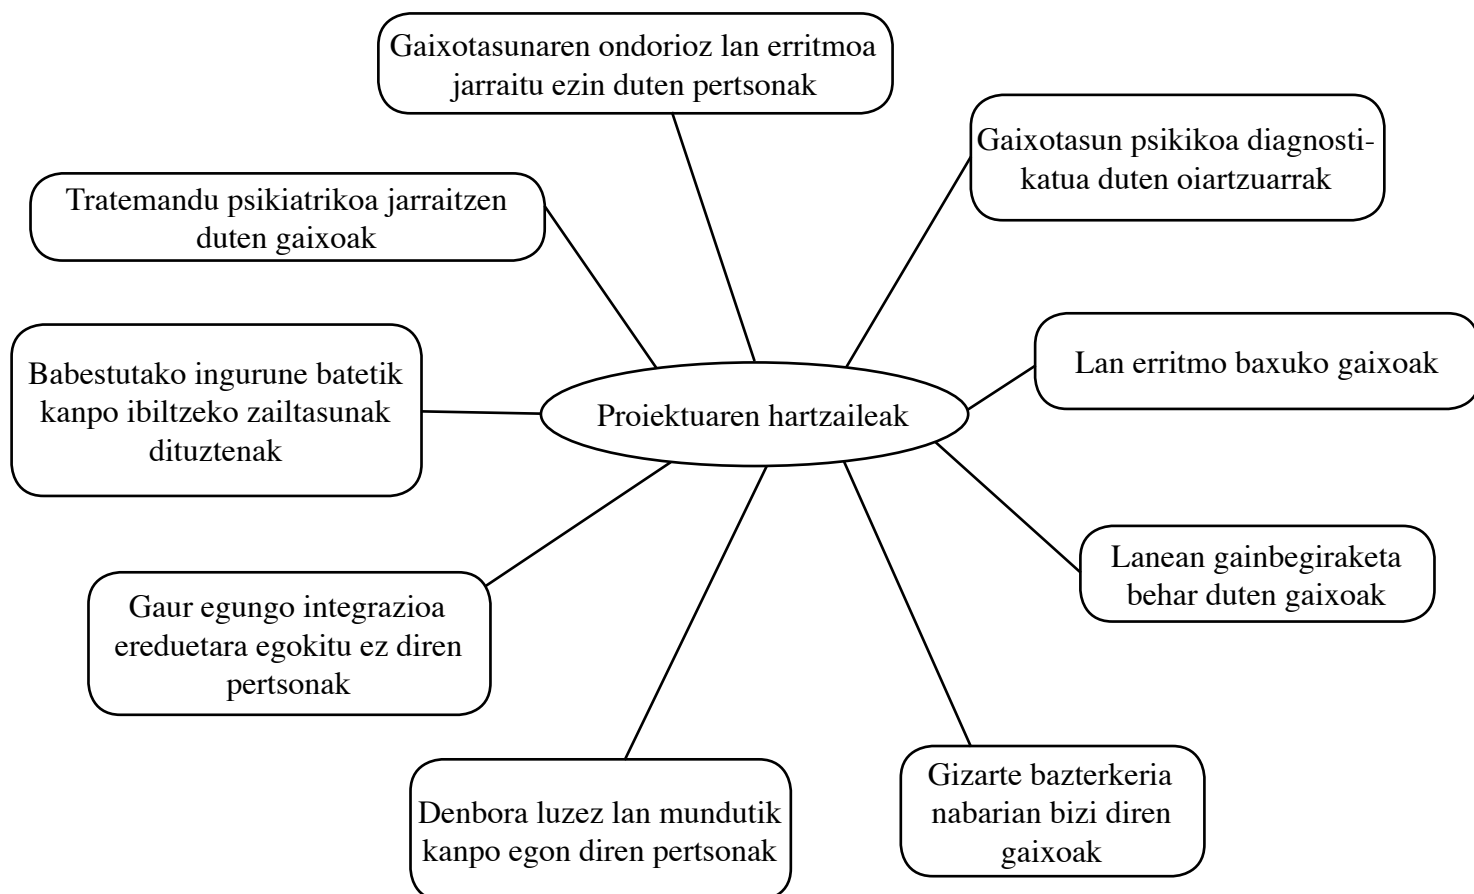 Gaixotasunaren ondorioz lan erritmoa
jarraitu ezin duten pertsonak
Gaixotasun psikikoa diagnosti-
katua duten oiartzuarrak
Tratemandu psikiatrikoa jarraitzen
duten gaixoak
Babestutako ingurune batetik
kanpo ibiltzeko zailtasunak
dituztenak
Proiektuaren hartzaileak
Lan erritmo baxuko gaixoak
Lanean gainbegiraketa
behar duten gaixoak
Gaur egungo integrazioa
ereduetara egokitu ez diren
pertsonak
Denbora luzez lan mundutik
kanpo egon diren pertsonak
Gizarte bazterkeria
nabarian bizi diren
gaixoak